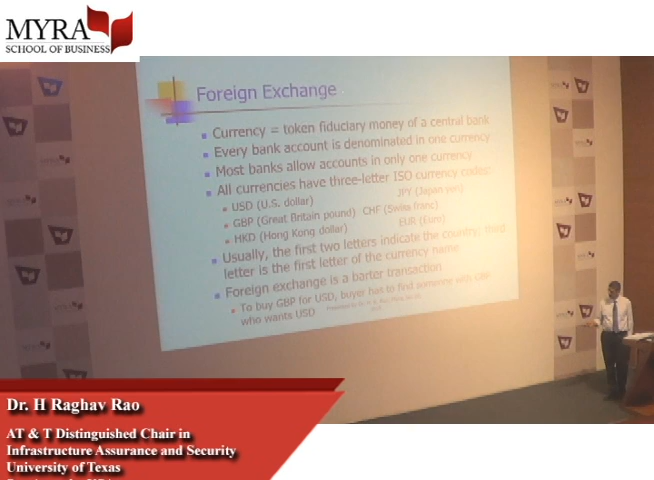 MYRA
SCHOOL OF BUSINESS
Foreign Exchange
Currency = token fiduciary money of a central bank
Every bank account is denominated in one currency
Most banks allow accounts in only one currency
All currencies have three-letter ISO currency codes:
USD (U.S. dollar) JPY (Japan yen)
GBP (Great Britain pound) CHF (Swiss franc)
HKD (Hong Kong dollar) EUR (Euro)
Usually, the first two letters indicate the country; third
letter is the first letter of the currency name
Foreign exchange is a barter transaction
To buy GBP for USD, buyer has to find someone with GBP
who wants USD
Dr. H Raghav Rao
AT & T Distinguished Chair in
Infrastructure Assurance and Security
University of Texas